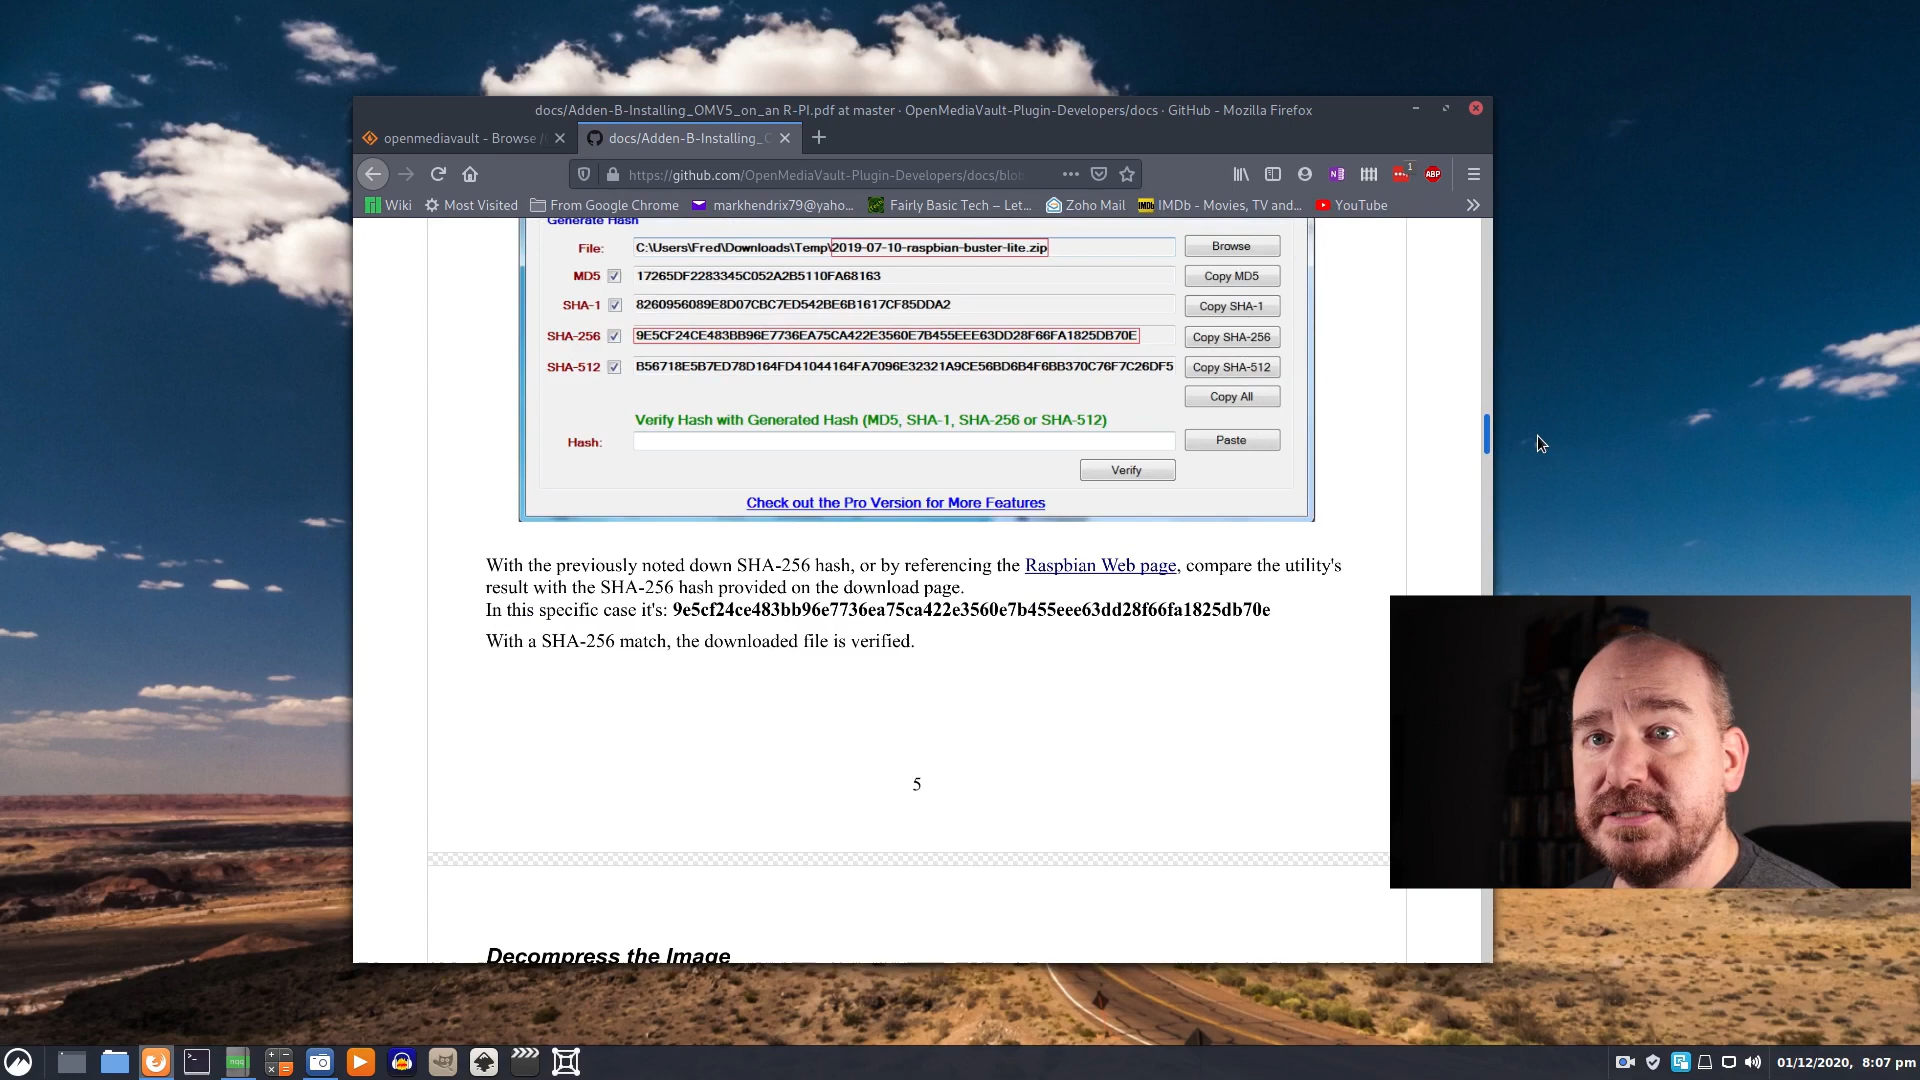 docs/Adden-B-Installing_OMV5_on_an R-PI.pdf at master · OpenMediaVault-Plugin-Developers/docs · GitHub - Mozilla Firefox
openmediavault - Browse /
docs/Adden-B-Installing_
https://github.com/OpenMediaVault-Plugin-Developers/docs/blo
1
ABP
Wiki
Most Visited
From Google Chrome
markhendrix79@yaho...
Fairly Basic Tech – Let...
Zoho Mail
IMDb - Movies, TV and...
YouTube
Generate Hash
File: C:\Users\Fred\Downloads\Temp\2019-07-10-raspbian-buster-lite.zip Browse
MD5 17265DF2283345C052A2B5110FA68163 Copy MD5
SHA-1 8260956089E8D07CBC7ED542BE6B1617CF85DDA2 Copy SHA-1
SHA-256 9E5CF24CE483BB96E7736EA75CA422E3560E7B455EEE63DD28F66FA1825DB70E Copy SHA-256
SHA-512 B56718E5B7ED78D164FD41044164FA7096E32321A9CE56BD6B4F6BB370C76F7C26DF5 Copy SHA-512
Copy All
Verify Hash with Generated Hash (MD5, SHA-1, SHA-256 or SHA-512)
Hash: Paste
Verify
Check out the Pro Version for More Features
With the previously noted down SHA-256 hash, or by referencing the Raspbian Web page, compare the utility's
result with the SHA-256 hash provided on the download page.
In this specific case it's: 9e5cf24ce483bb96e7736ea75ca422e3560e7b455eee63dd28f66fa1825db70e
With a SHA-256 match, the downloaded file is verified.
5
Decompress the Image
01/12/2020, 8:07 pm